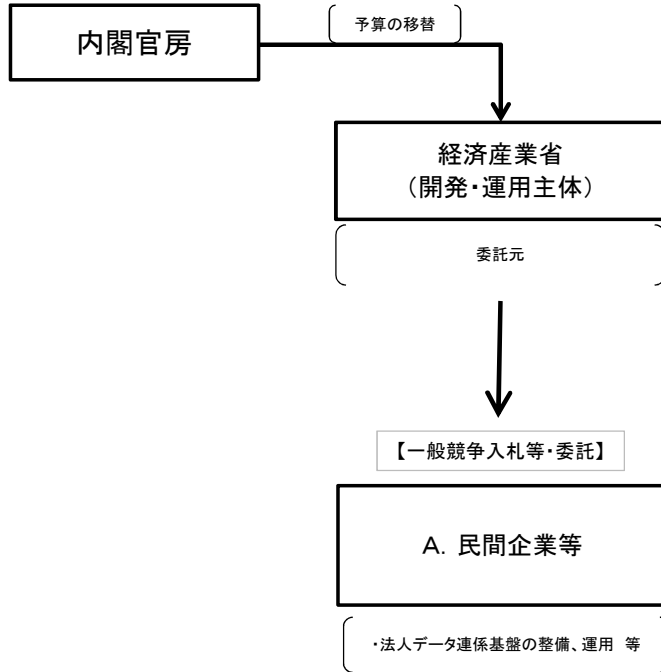 内閣官房
予算の移替
経済産業省
（開発・運用主体）
委託元
【一般競争入札等・委託】
A．民間企業等
・法人データ連係基盤の整備、運用　等